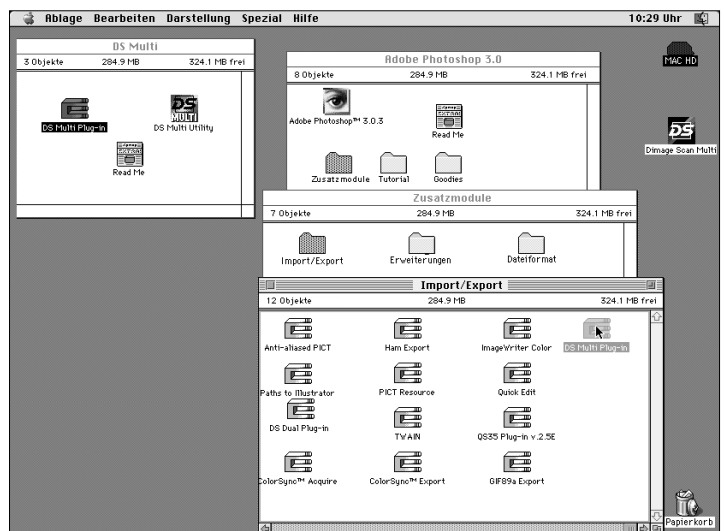 Ablage Bearbeiten Darstellung Spezial Hilfe 10:29 Uhr
DS Multi
3 Objekte 284.9 MB 324.1 MB frei
DS Multi Plug-in
DS MULTI
DS Multi Utility
Read Me
Adobe Photoshop 3.0
8 Objekte 284.9 MB 324.1 MB frei
Adobe Photoshop™ 3.0.3
Read Me
Zusatzmodule Tutorial Goodies
Zusatzmodule
7 Objekte 284.9 MB 324.1 MB frei
Import/Export Erweiterungen Dateiformat
Import/Export
12 Objekte 284.9 MB 324.1 MB frei
Anti-aliased PICT Ham Export ImageWriter Color DS Multi Plug-in
Paths to Illustrator PICT Resource Quick Edit
DS Dual Plug-in TWAIN QS35 Plug-in v.2.5E
ColorSync™ Acquire ColorSync™ Export GIF89a Export
MAC HD
DS
Dimage Scan Multi
Papierkorb